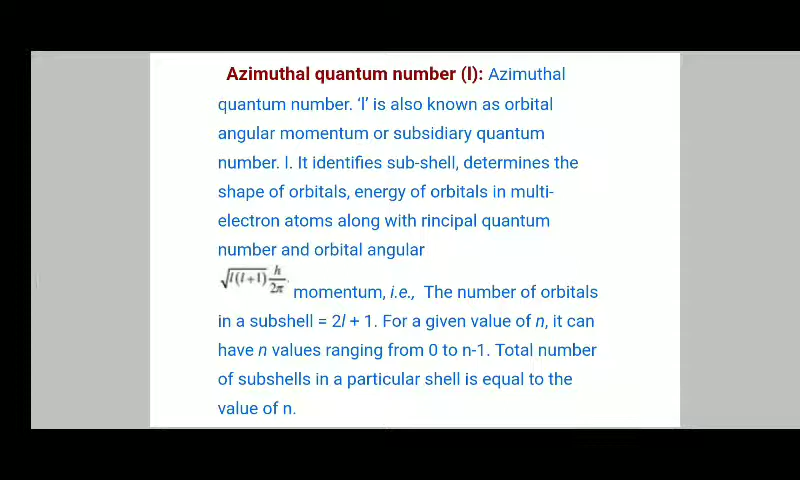 Azimuthal quantum number (l): Azimuthal
quantum number. ‘l’ is also known as orbital
angular momentum or subsidiary quantum
number. l. It identifies sub-shell, determines the
shape of orbitals, energy of orbitals in multi-
electron atoms along with rincipal quantum
number and orbital angular
√l(l+1) h/2π momentum, i.e., The number of orbitals
in a subshell = 2l + 1. For a given value of n, it can
have n values ranging from 0 to n-1. Total number
of subshells in a particular shell is equal to the
value of n.